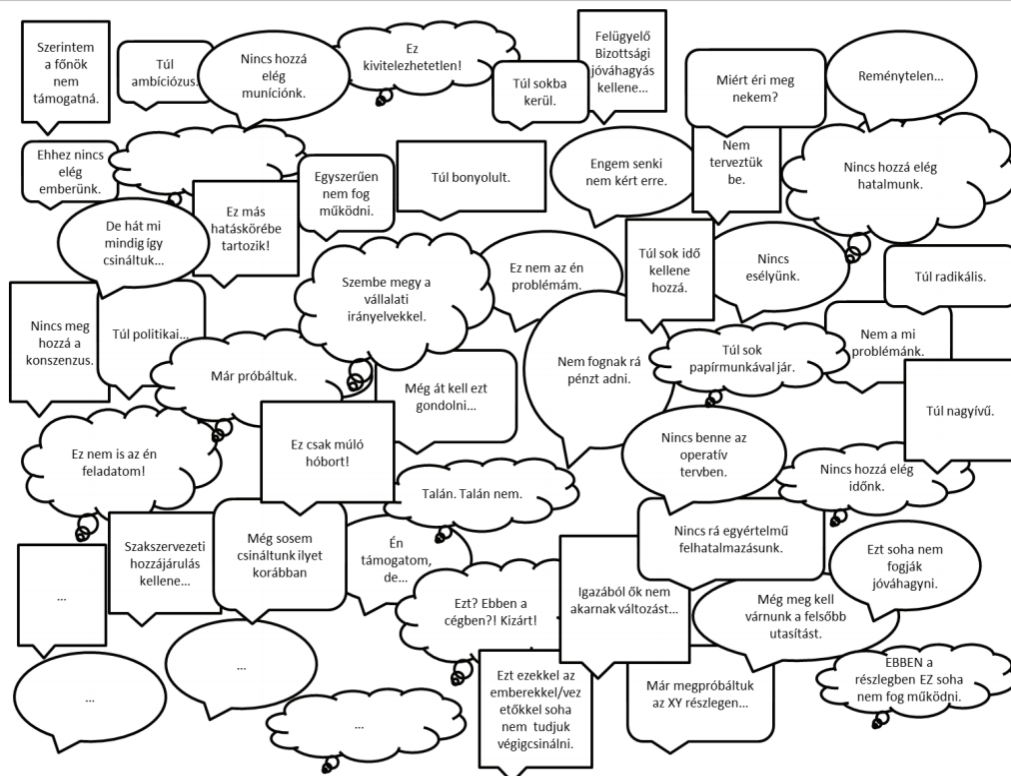 Szerintem
a főnök
nem
támogatná.
Túl
ambíciózus.
Nincs hozzá
elég
muníciónk.
Ez
kivitelezhetetlen!
Túl sokba
kerül.
Felügyelő
Bizottsági
jóváhagyás
kellene...
Miért éri meg
nekem?
Reménytelen...
Ehhez nincs
elég
emberünk.
Egyszerűen
nem fog
működni.
Túl bonyolult.
Engem senki
nem kért erre.
Nem
terveztük
be.
Nincs hozzá elég
hatalmunk.
De hát mi
mindig így
csináltuk...
Ez más
hatáskörébe
tartozik!
Szembe megy a
vállalati
irányelvekkel.
Ez nem az én
problémám.
Túl sok idő
kellene
hozzá.
Nincs
esélyünk.
Túl radikális.
Nincs meg
hozzá a
konszenzus.
Túl politikai...
Már próbáltuk.
Még át kell ezt
gondolni...
Nem fognak rá
pénzt adni.
Túl sok
papírmunkával jár.
Nem a mi
problémánk.
Túl nagyívű.
Ez nem is az én
feladatom!
Ez csak múló
hóbort!
Talán. Talán nem.
Nincs benne az
operatív
tervben.
Nincs hozzá elég
időnk.
...
Szakszervezeti
hozzájárulás
kellene...
Még sosem
csináltunk ilyet
korábban
Én
támogatom,
de...
Ezt? Ebben a
cégben?! Kizárt!
Igazából ők nem
akarnak változást...
Nincs rá egyértelmű
felhatalmazásunk.
Még meg kell
várnunk a felsőbb
utasítást.
Ezt soha nem
fogják
jóváhagyni.
...
...
...
Ezt ezekkel az
emberekkel/vez
etőkkel soha
nem tudjuk
végigcsinálni.
Már megpróbáltuk
az XY részlegen...
EBBEN a
részlegben EZ soha
nem fog működni.